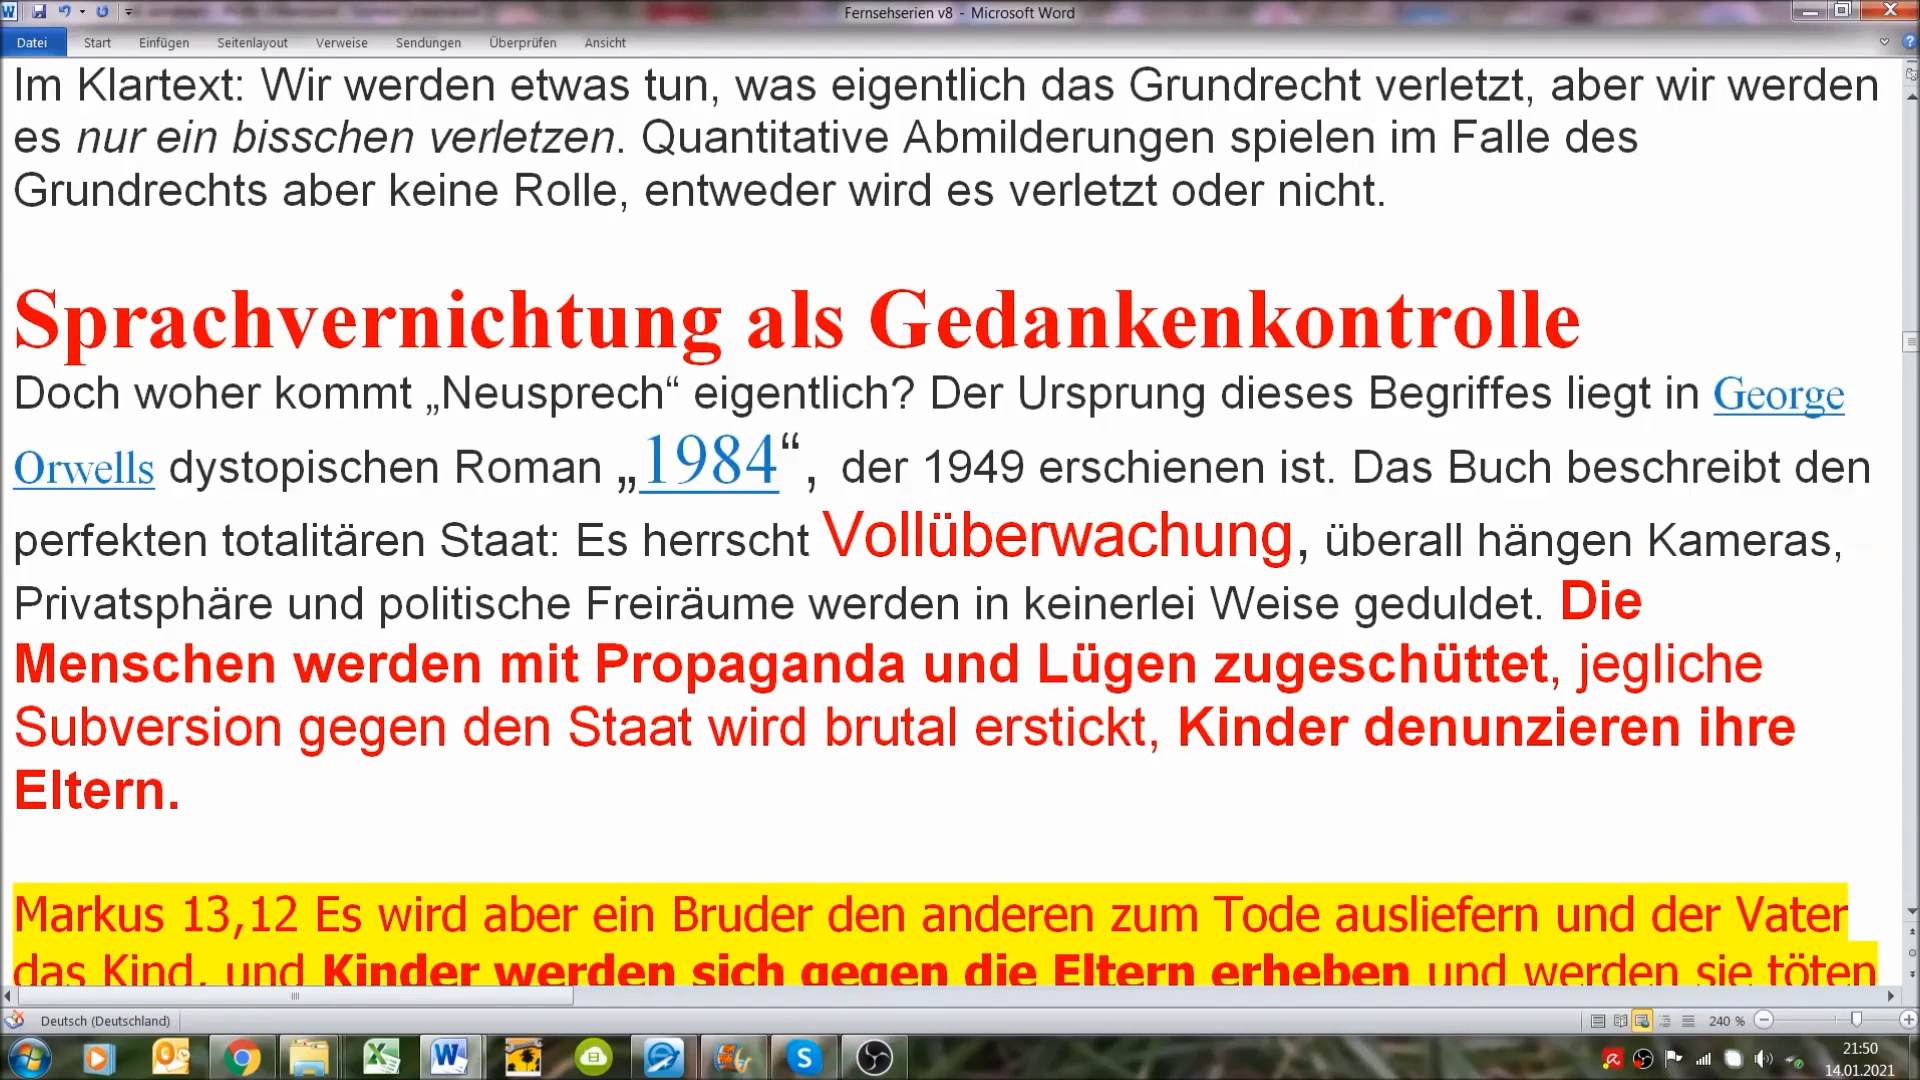 Fernsehserien v8 - Microsoft Word
Datei Start Einfügen Seitenlayout Verweise Sendungen Überprüfen Ansicht
Im Klartext: Wir werden etwas tun, was eigentlich das Grundrecht verletzt, aber wir werden
es nur ein bisschen verletzen. Quantitative Abmilderungen spielen im Falle des
Grundrechts aber keine Rolle, entweder wird es verletzt oder nicht.
Sprachvernichtung als Gedankenkontrolle
Doch woher kommt „Neusprech“ eigentlich? Der Ursprung dieses Begriffes liegt in George
Orwells dystopischen Roman „1984“, der 1949 erschienen ist. Das Buch beschreibt den
perfekten totalitären Staat: Es herrscht Vollüberwachung, überall hängen Kameras,
Privatsphäre und politische Freiräume werden in keinerlei Weise geduldet. Die
Menschen werden mit Propaganda und Lügen zugeschüttet, jegliche
Subversion gegen den Staat wird brutal erstickt, Kinder denunzieren ihre
Eltern.
Markus 13,12 Es wird aber ein Bruder den anderen zum Tode ausliefern und der Vater
das Kind, und Kinder werden sich gegen die Eltern erheben und werden sie töten
Deutsch (Deutschland)
240 %
21:50
14.01.2021